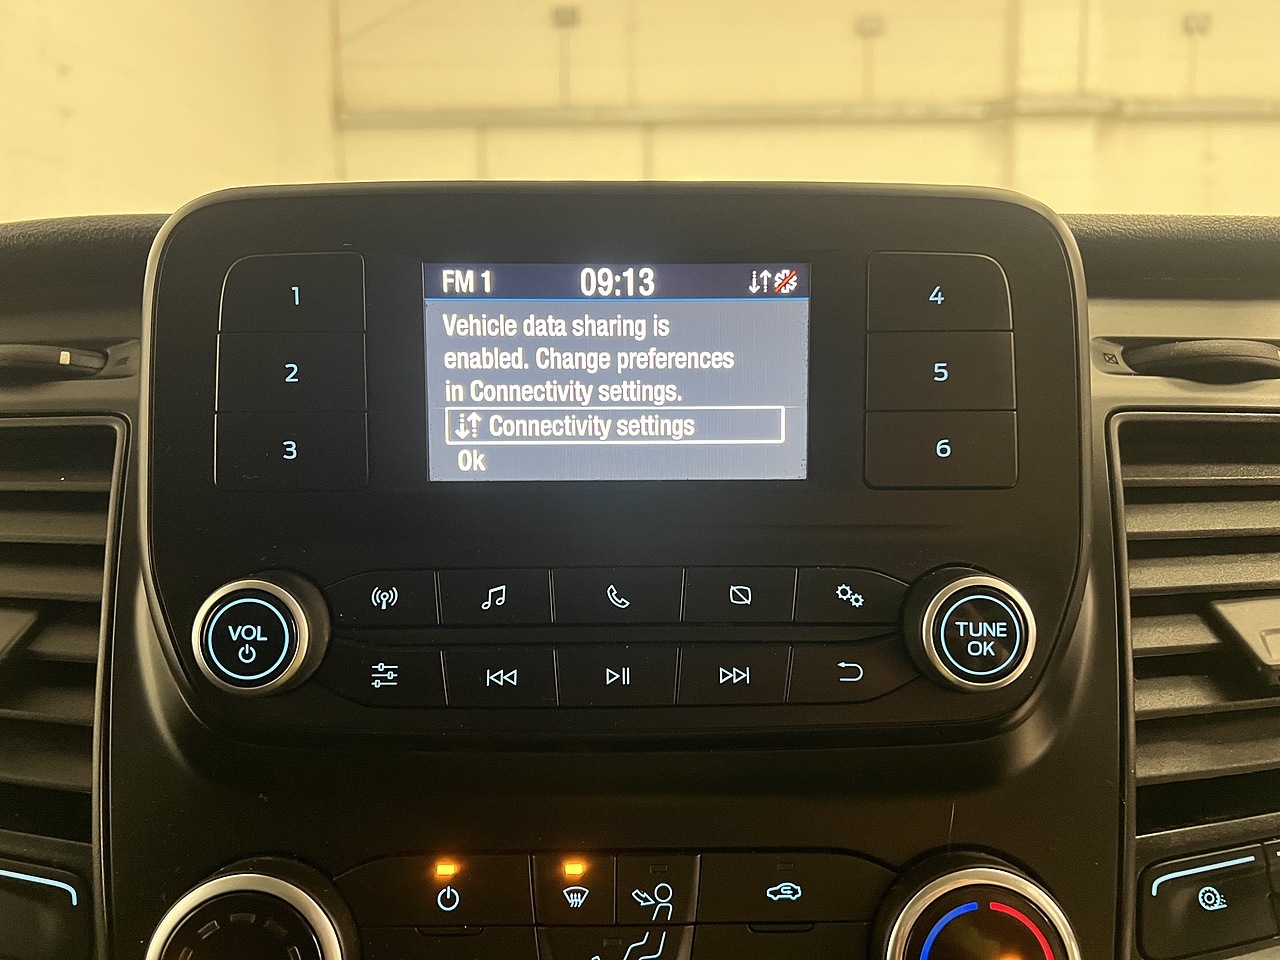 FM 1 09:13
Vehicle data sharing is
enabled. Change preferences
in Connectivity settings.
Connectivity settings
Ok
1
2
3
4
5
6
VOL
TUNE
OK